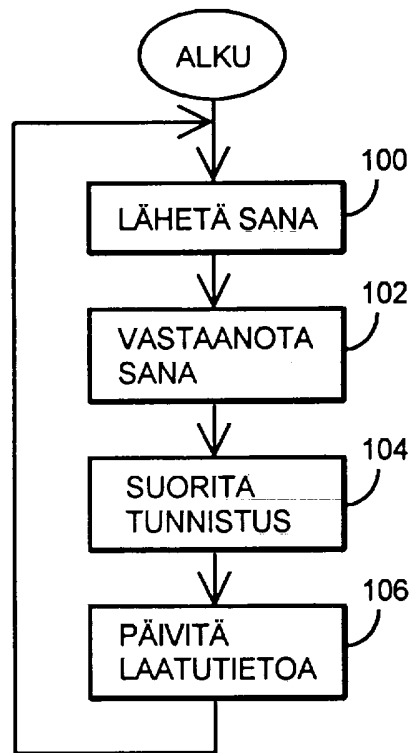 ALKU
100
LÄHETÄ SANA
102
VASTAANOTA
SANA
104
SUORITA
TUNNISTUS
106
PÄIVITÄ
LAATUTIETOA